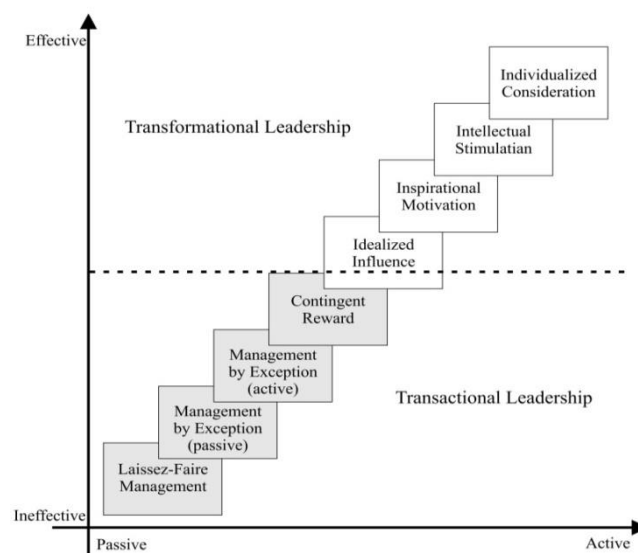 Effective
Individualized
Consideration
Transformational Leadership
Intellectual
Stimulatian
Inspirational
Motivation
Idealized
Influence
Contingent
Reward
Management
by Exception
(active)
Transactional Leadership
Management
by Exception
(passive)
Laissez-Faire
Management
Ineffective
Passive
Active